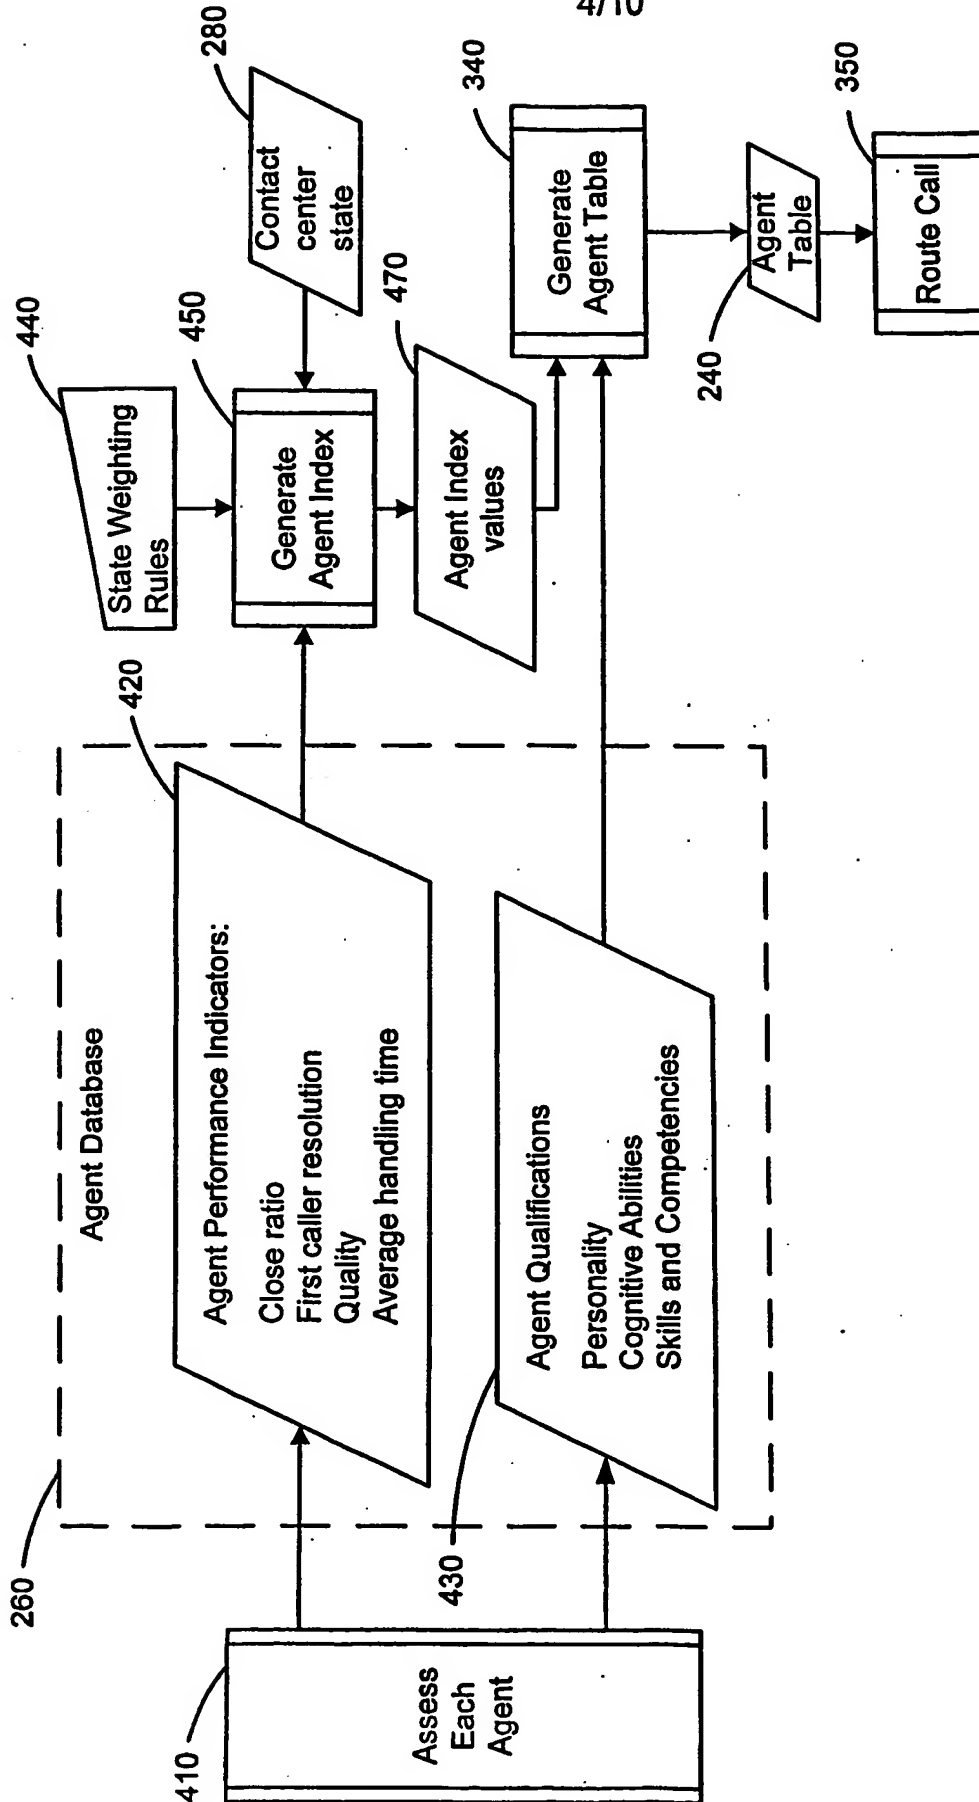 4/10
260
Agent Database
410
Assess
Each
Agent
420
Agent Performance Indicators:
Close ratio
First caller resolution
Quality
Average handling time
430
Agent Qualifications
Personality
Cognitive Abilities
Skills and Competencies
440
State Weighting
Rules
450
Generate
Agent Index
280
Contact
center
state
470
Agent Index
values
340
Generate
Agent Table
240
Agent
Table
350
Route Call